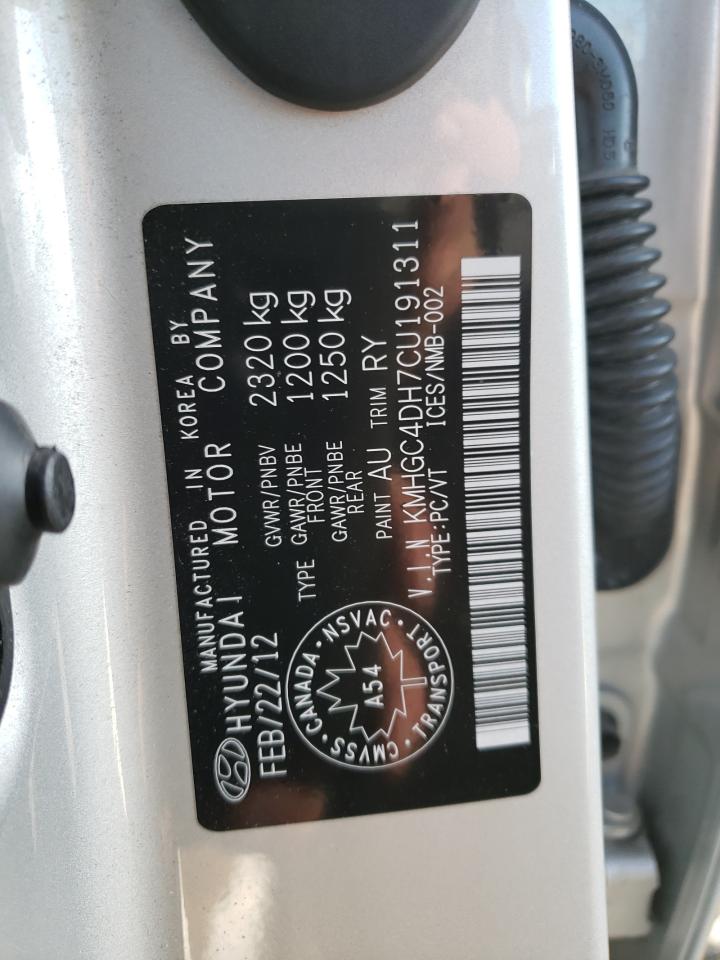 MANUFACTURED IN KOREA BY
HYUNDAI MOTOR COMPANY
FEB/22/12 GVWR/PNBV 2320 kg
TYPE GAWR/PNBE FRONT 1200 kg
GAWR/PNBE REAR 1250 kg
PAINT AU TRIM RY
V.I.N KMHGC4DH7CU191311
TYPE:PC/VT ICES/NMB-002
CANADA · NSVAC · TRANSPORT · CMVSS ·
A54